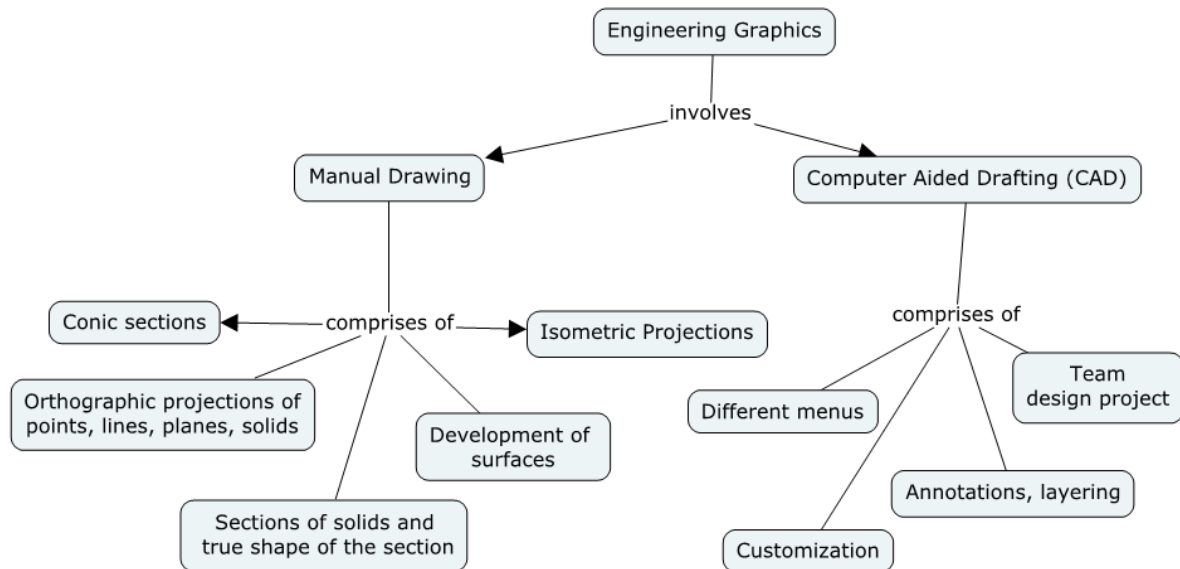 Engineering Graphics
involves
Manual Drawing
Computer Aided Drafting (CAD)
comprises of
Conic sections
Isometric Projections
Orthographic projections of
points, lines, planes, solids
Development of
surfaces
Sections of solids and
true shape of the section
comprises of
Different menus
Team
design project
Annotations, layering
Customization